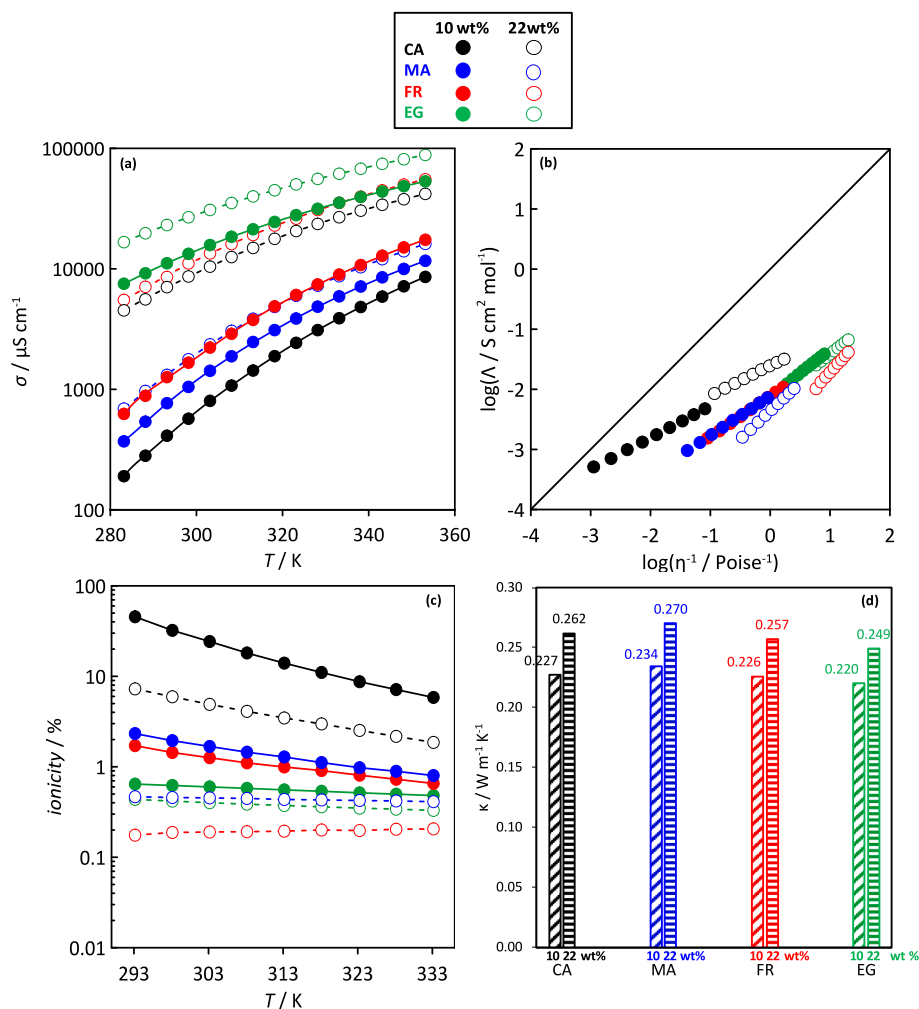 10 wt% 22wt%
CA
MA
FR
EG
(a)
100000
10000
1000
100
σ / µS cm⁻¹
280 300 320 340 360
T / K
(b)
2
1
0
-1
-2
-3
-4
log(Λ / S cm² mol⁻¹)
-4 -3 -2 -1 0 1 2
log(η⁻¹ / Poise⁻¹)
(c)
100
10
1
0.1
0.01
ionicity / %
293 303 313 323 333
T / K
(d)
0.30
0.25
0.20
0.15
0.10
0.05
0.00
κ / W m⁻¹ K⁻¹
0.227 0.262 0.234 0.270 0.226 0.257 0.220 0.249
10 22 wt% 10 22 wt% 10 22 wt% 10 22 wt %
CA MA FR EG